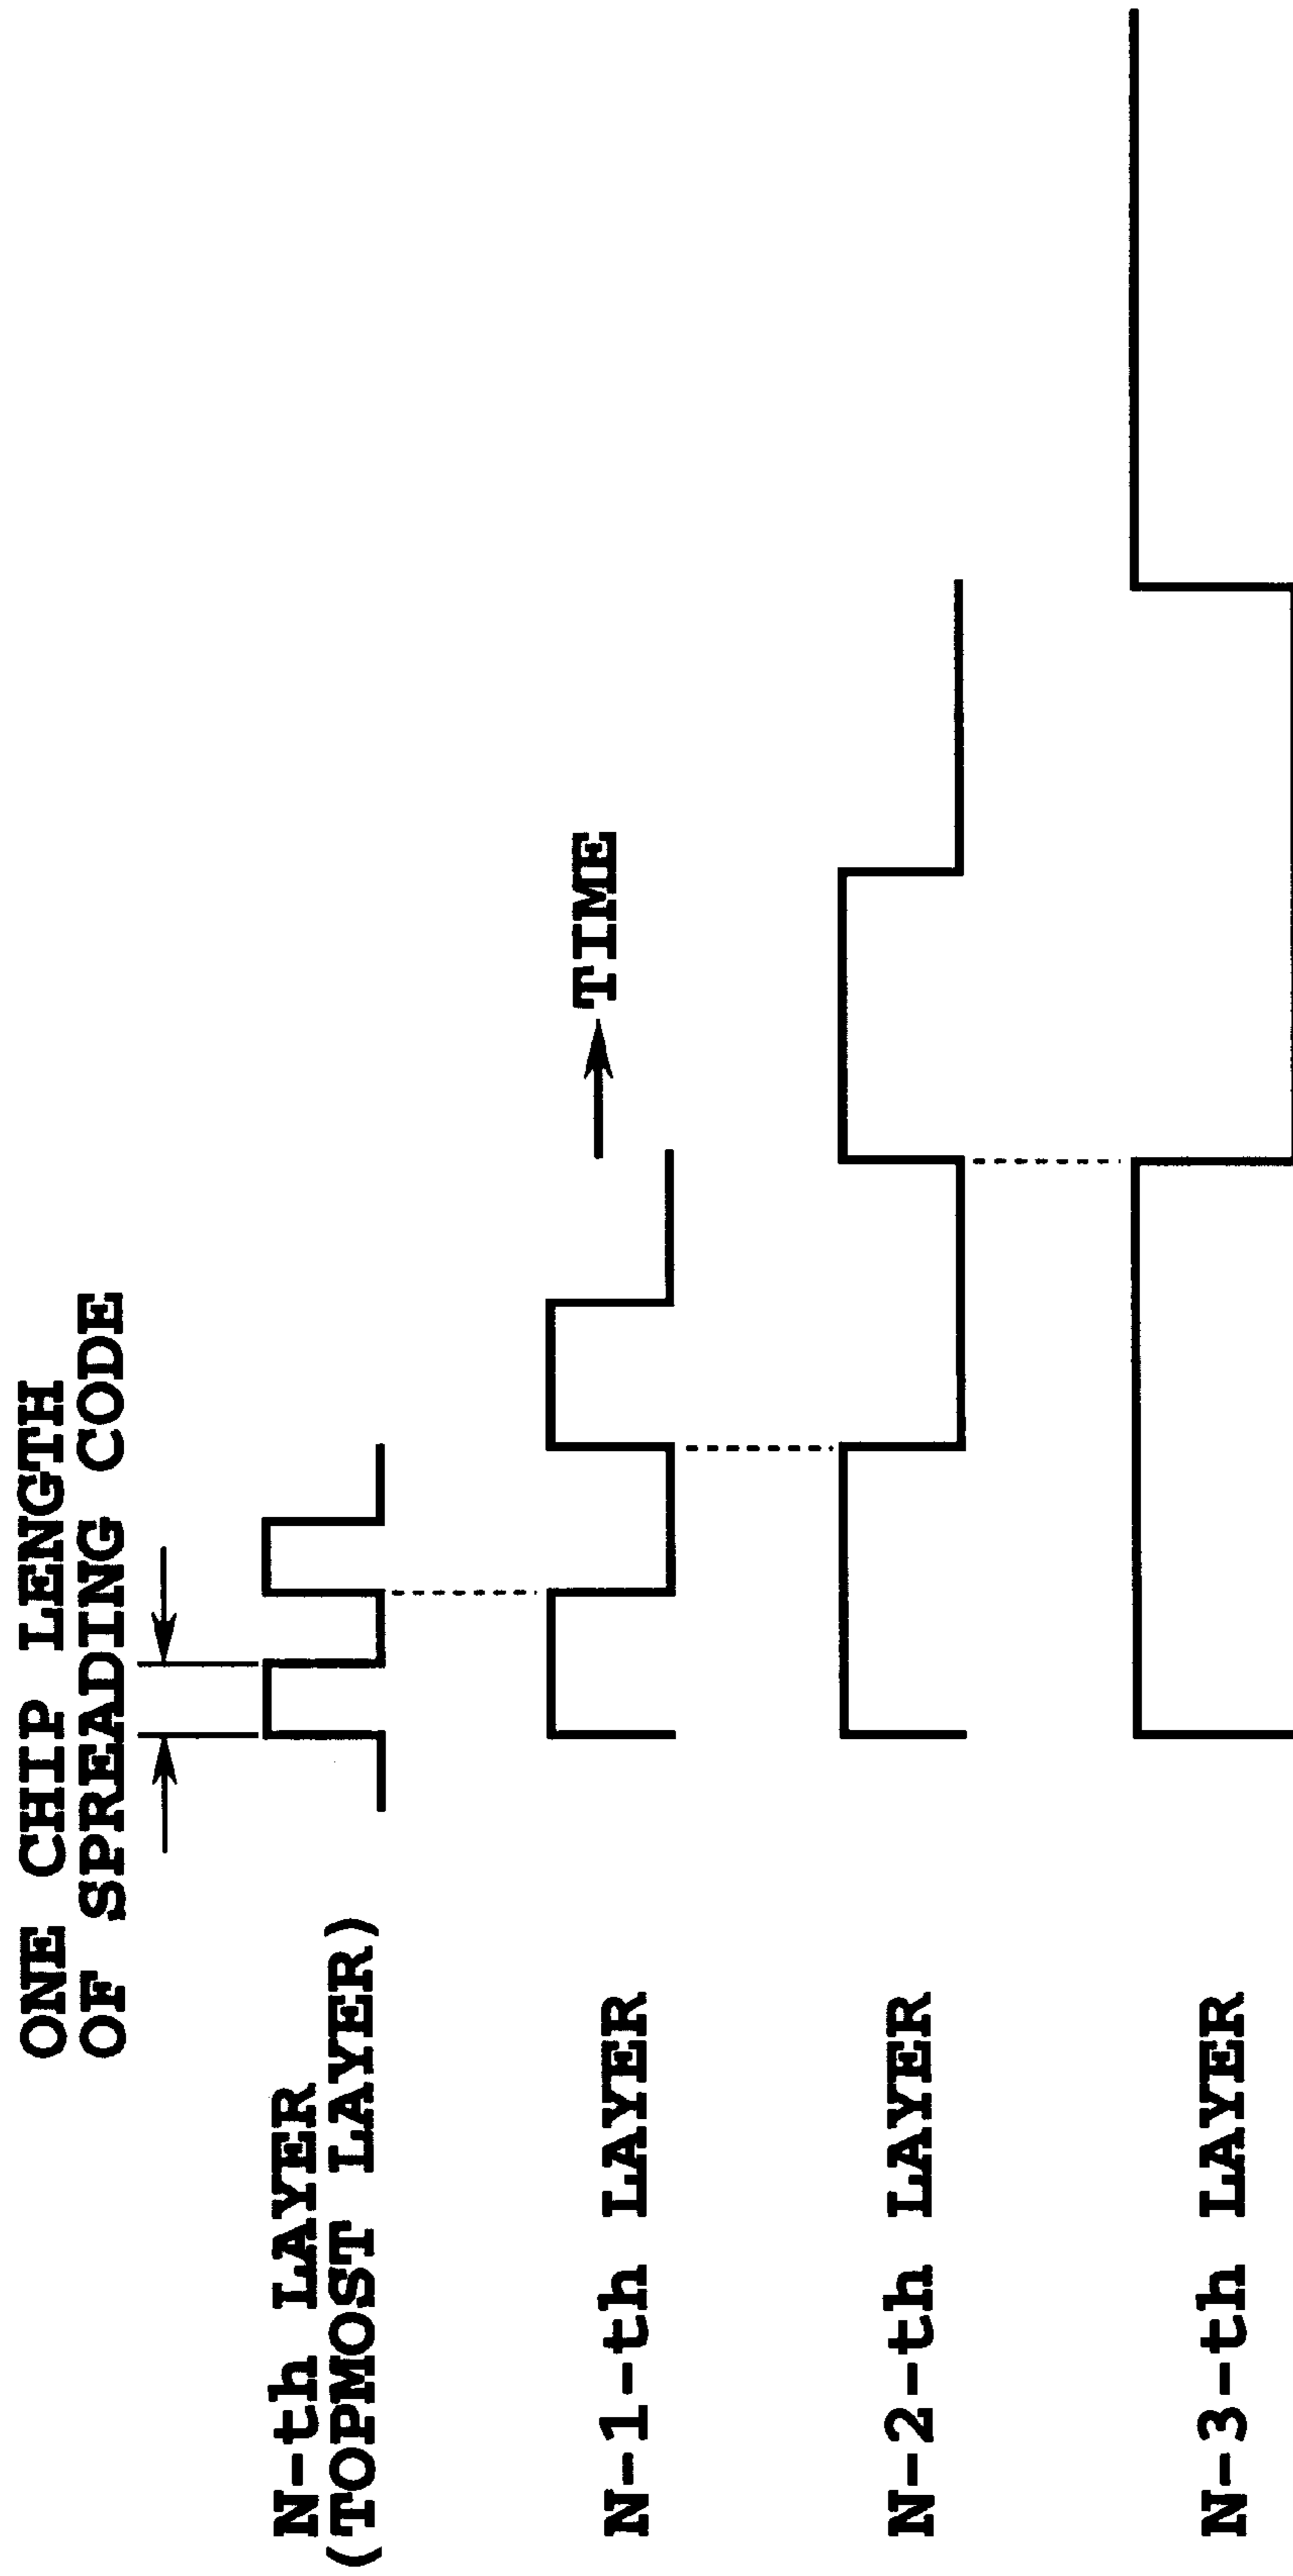 ONE CHIP LENGTH
OF SPREADING CODE
N-th LAYER
(TOPMOST LAYER)
TIME
N-1-th LAYER
N-2-th LAYER
N-3-th LAYER